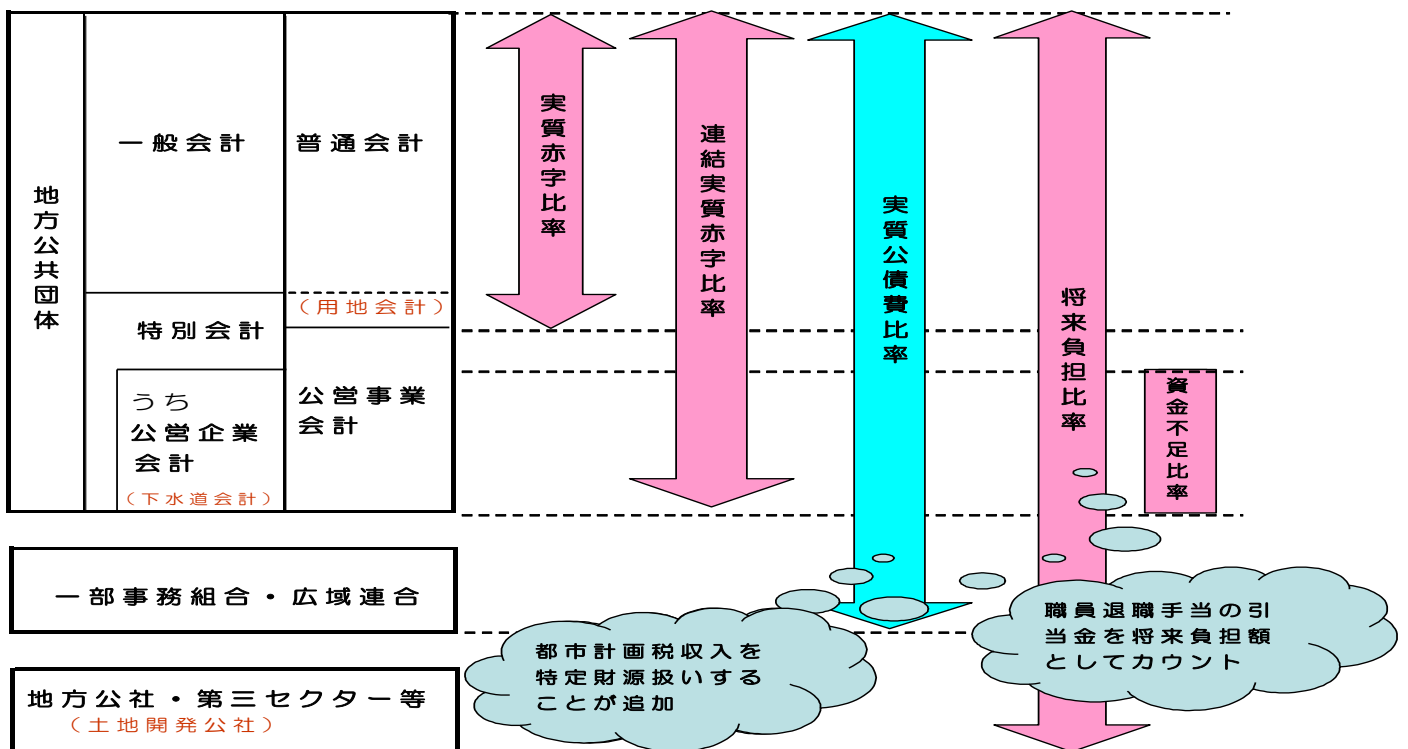 地方公共団体
一般会計
普通会計
（用地会計）
特別会計
うち
公営企業
会計
（下水道会計）
公営事業
会計
一部事務組合・広域連合
地方公社・第三セクター等
（土地開発公社）
実質赤字比率
連結実質赤字比率
実質公債費比率
将来負担比率
資金不足比率
都市計画税収入を
特定財源扱いする
ことが追加
職員退職手当の引
当金を将来負担額
としてカウント